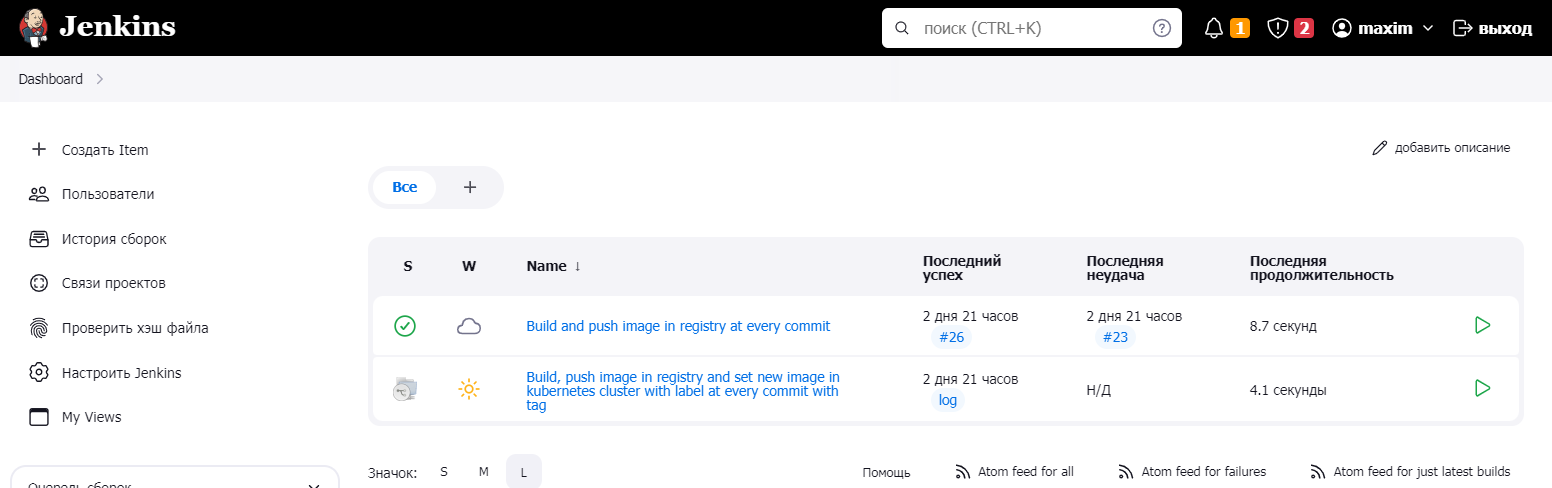 Jenkins
поиск (CTRL+K)
1
2
maxim
выход
Dashboard
Создать Item
Пользователи
История сборок
Связи проектов
Проверить хэш файла
Настроить Jenkins
My Views
Очередь сборок
добавить описание
Все
S
W
Name ↓
Последний
успех
Последняя
неудача
Последняя
продолжительность
Build and push image in registry at every commit
2 дня 21 часов
#26
2 дня 21 часов
#23
8.7 секунд
Build, push image in registry and set new image in
kubernetes cluster with label at every commit with
tag
2 дня 21 часов
log
Н/Д
4.1 секунды
Значок:
S
M
L
Помощь
Atom feed for all
Atom feed for failures
Atom feed for just latest builds